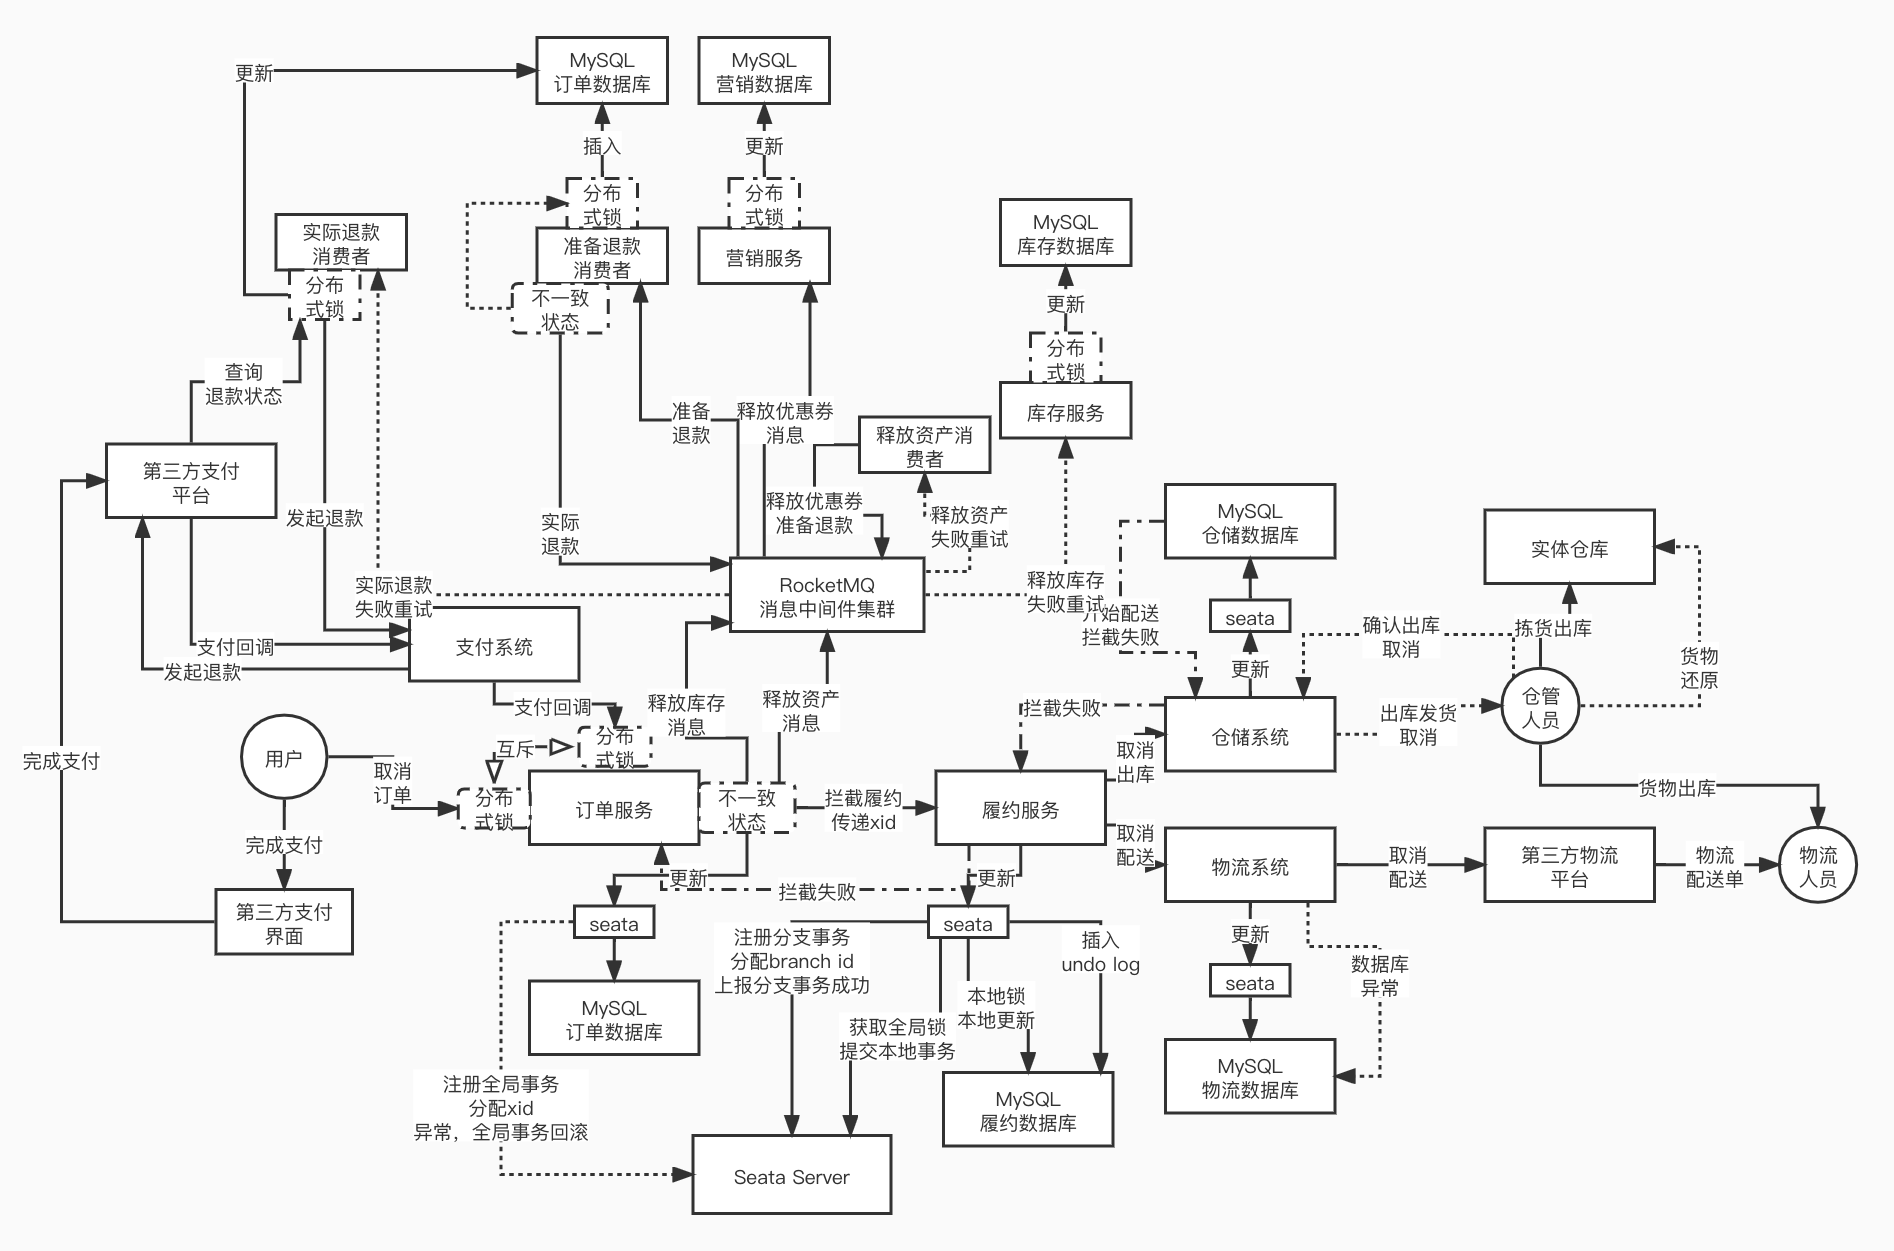 MySQL
订单数据库
MySQL
营销数据库
更新
插入
更新
分布
式锁
分布
式锁
准备退款
消费者
营销服务
MySQL
库存数据库
实际退款
消费者
分布
式锁
不一致
状态
更新
分布
式锁
库存服务
查询
退款状态
准备
退款
释放优惠券
消息
释放资产消
费者
第三方支付
平台
发起退款
实际
退款
释放优惠券
准备退款
释放资产
失败重试
MySQL
仓储数据库
实体仓库
实际退款
失败重试
RocketMQ
消息中间件集群
释放库存
失败重试
开始配送
拦截失败
seata
确认出库
取消
拣货出库
支付回调
发起退款
支付系统
更新
货物
还原
支付回调
释放库存
消息
释放资产
消息
拦截失败
仓储系统
出库发货
取消
仓管
人员
用户
互斥
分布
式锁
取消
出库
完成支付
取消
订单
分布
式锁
订单服务
不一致
状态
拦截履约
传递xid
履约服务
货物出库
取消
配送
完成支付
物流系统
取消
配送
第三方物流
平台
物流
配送单
物流
人员
更新
拦截失败
更新
第三方支付
界面
seata
seata
更新
注册分支事务
分配branch id
上报分支事务成功
插入
undo log
数据库
异常
seata
MySQL
订单数据库
本地锁
本地更新
获取全局锁
提交本地事务
MySQL
物流数据库
注册全局事务
分配xid
异常，全局事务回滚
MySQL
履约数据库
Seata Server